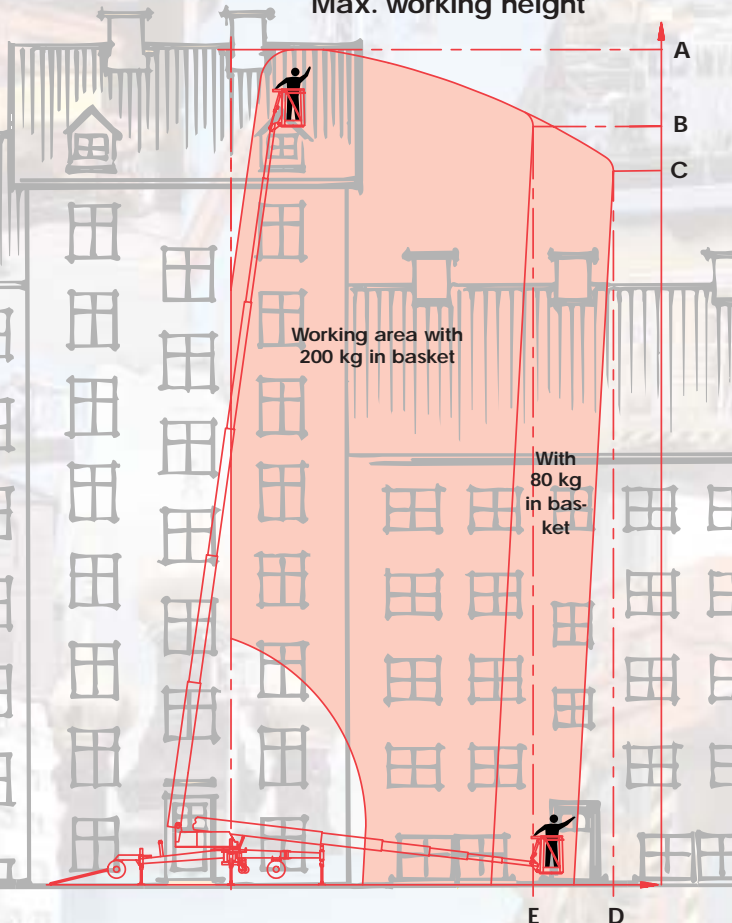 Max. working height
A
B
C
Working area with
200 kg in basket
With
80 kg
in bas-
ket
E
D